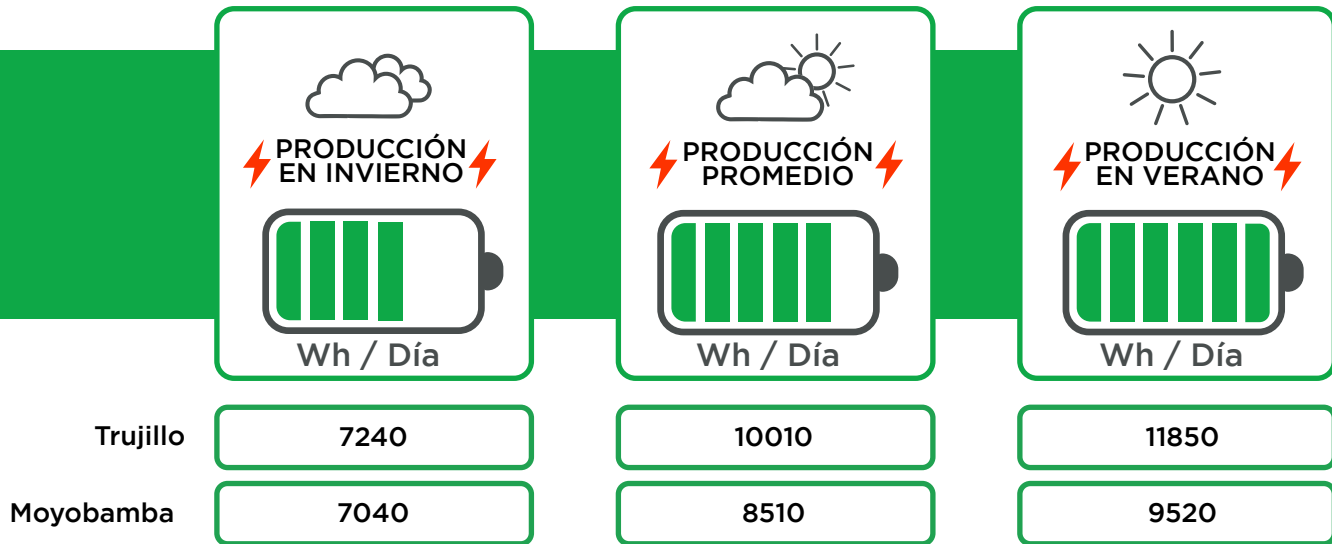 PRODUCCIÓN
EN INVIERNO
Wh / Día
PRODUCCIÓN
PROMEDIO
Wh / Día
PRODUCCIÓN
EN VERANO
Wh / Día
Trujillo 7240 10010 11850
Moyobamba 7040 8510 9520